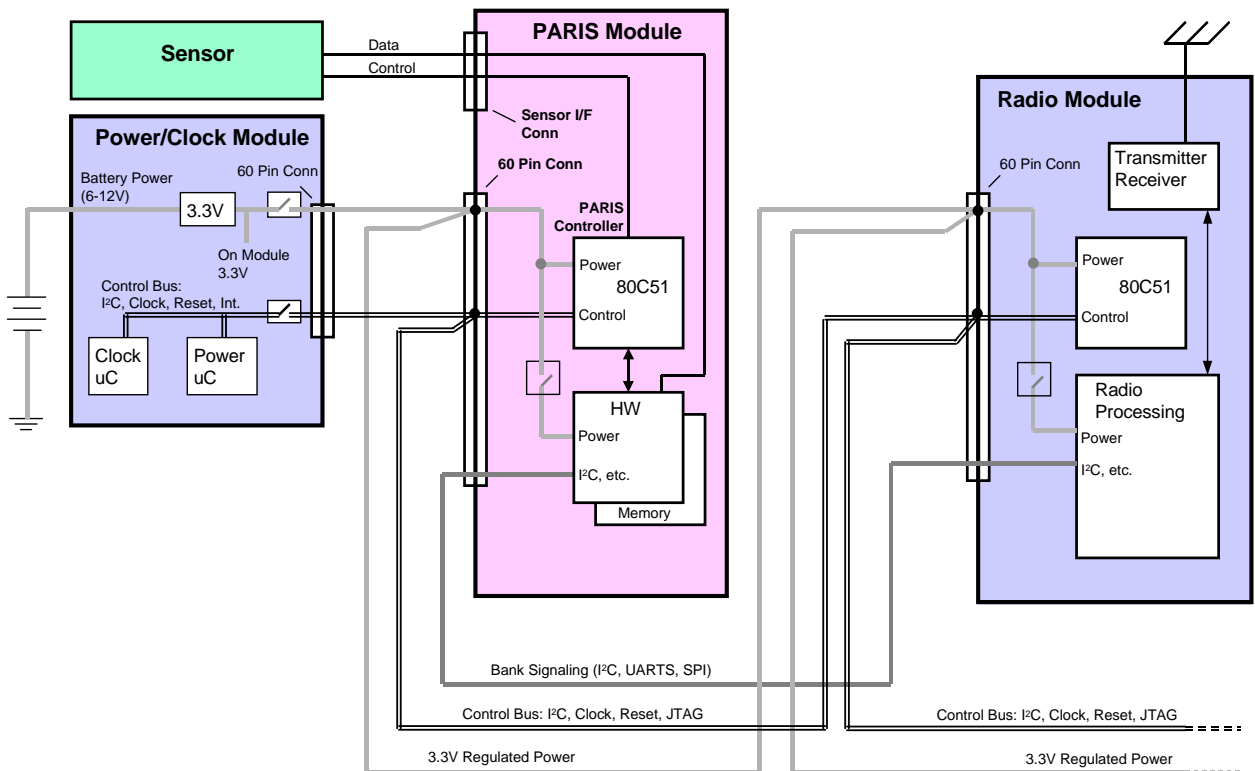 Sensor
Data
Control
PARIS Module
Sensor I/F
Conn
60 Pin Conn
PARIS
Controller
Power
80C51
Control
HW
Power
I²C, etc.
Memory
Power/Clock Module
Battery Power
(6-12V)
60 Pin Conn
3.3V
On Module
3.3V
Control Bus:
I²C, Clock, Reset, Int.
Clock
uC
Power
uC
Radio Module
60 Pin Conn
Transmitter
Receiver
Power
80C51
Control
Radio
Processing
Power
I²C, etc.
Bank Signaling (I²C, UARTS, SPI)
Control Bus: I²C, Clock, Reset, JTAG
Control Bus: I²C, Clock, Reset, JTAG
3.3V Regulated Power
3.3V Regulated Power